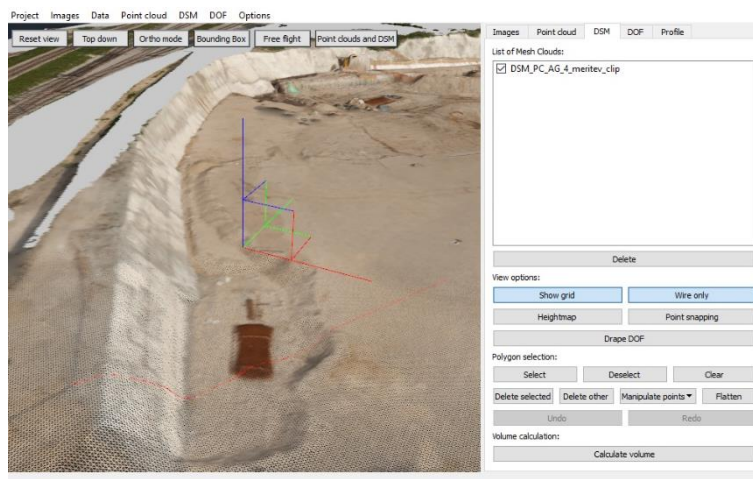 Project Images Data Point cloud DSM DOF Options
Reset view Top down Ortho mode Bounding Box Free flight Point clouds and DSM
Images Point cloud DSM DOF Profile
List of Mesh Clouds:
DSM_PC_AG_4_meritev_clip
Delete
View options:
Show grid Wire only
Heightmap Point snapping
Drape DOF
Polygon selection:
Select Deselect Clear
Delete selected Delete other Manipulate points Flatten
Undo Redo
Volume calculation:
Calculate volume